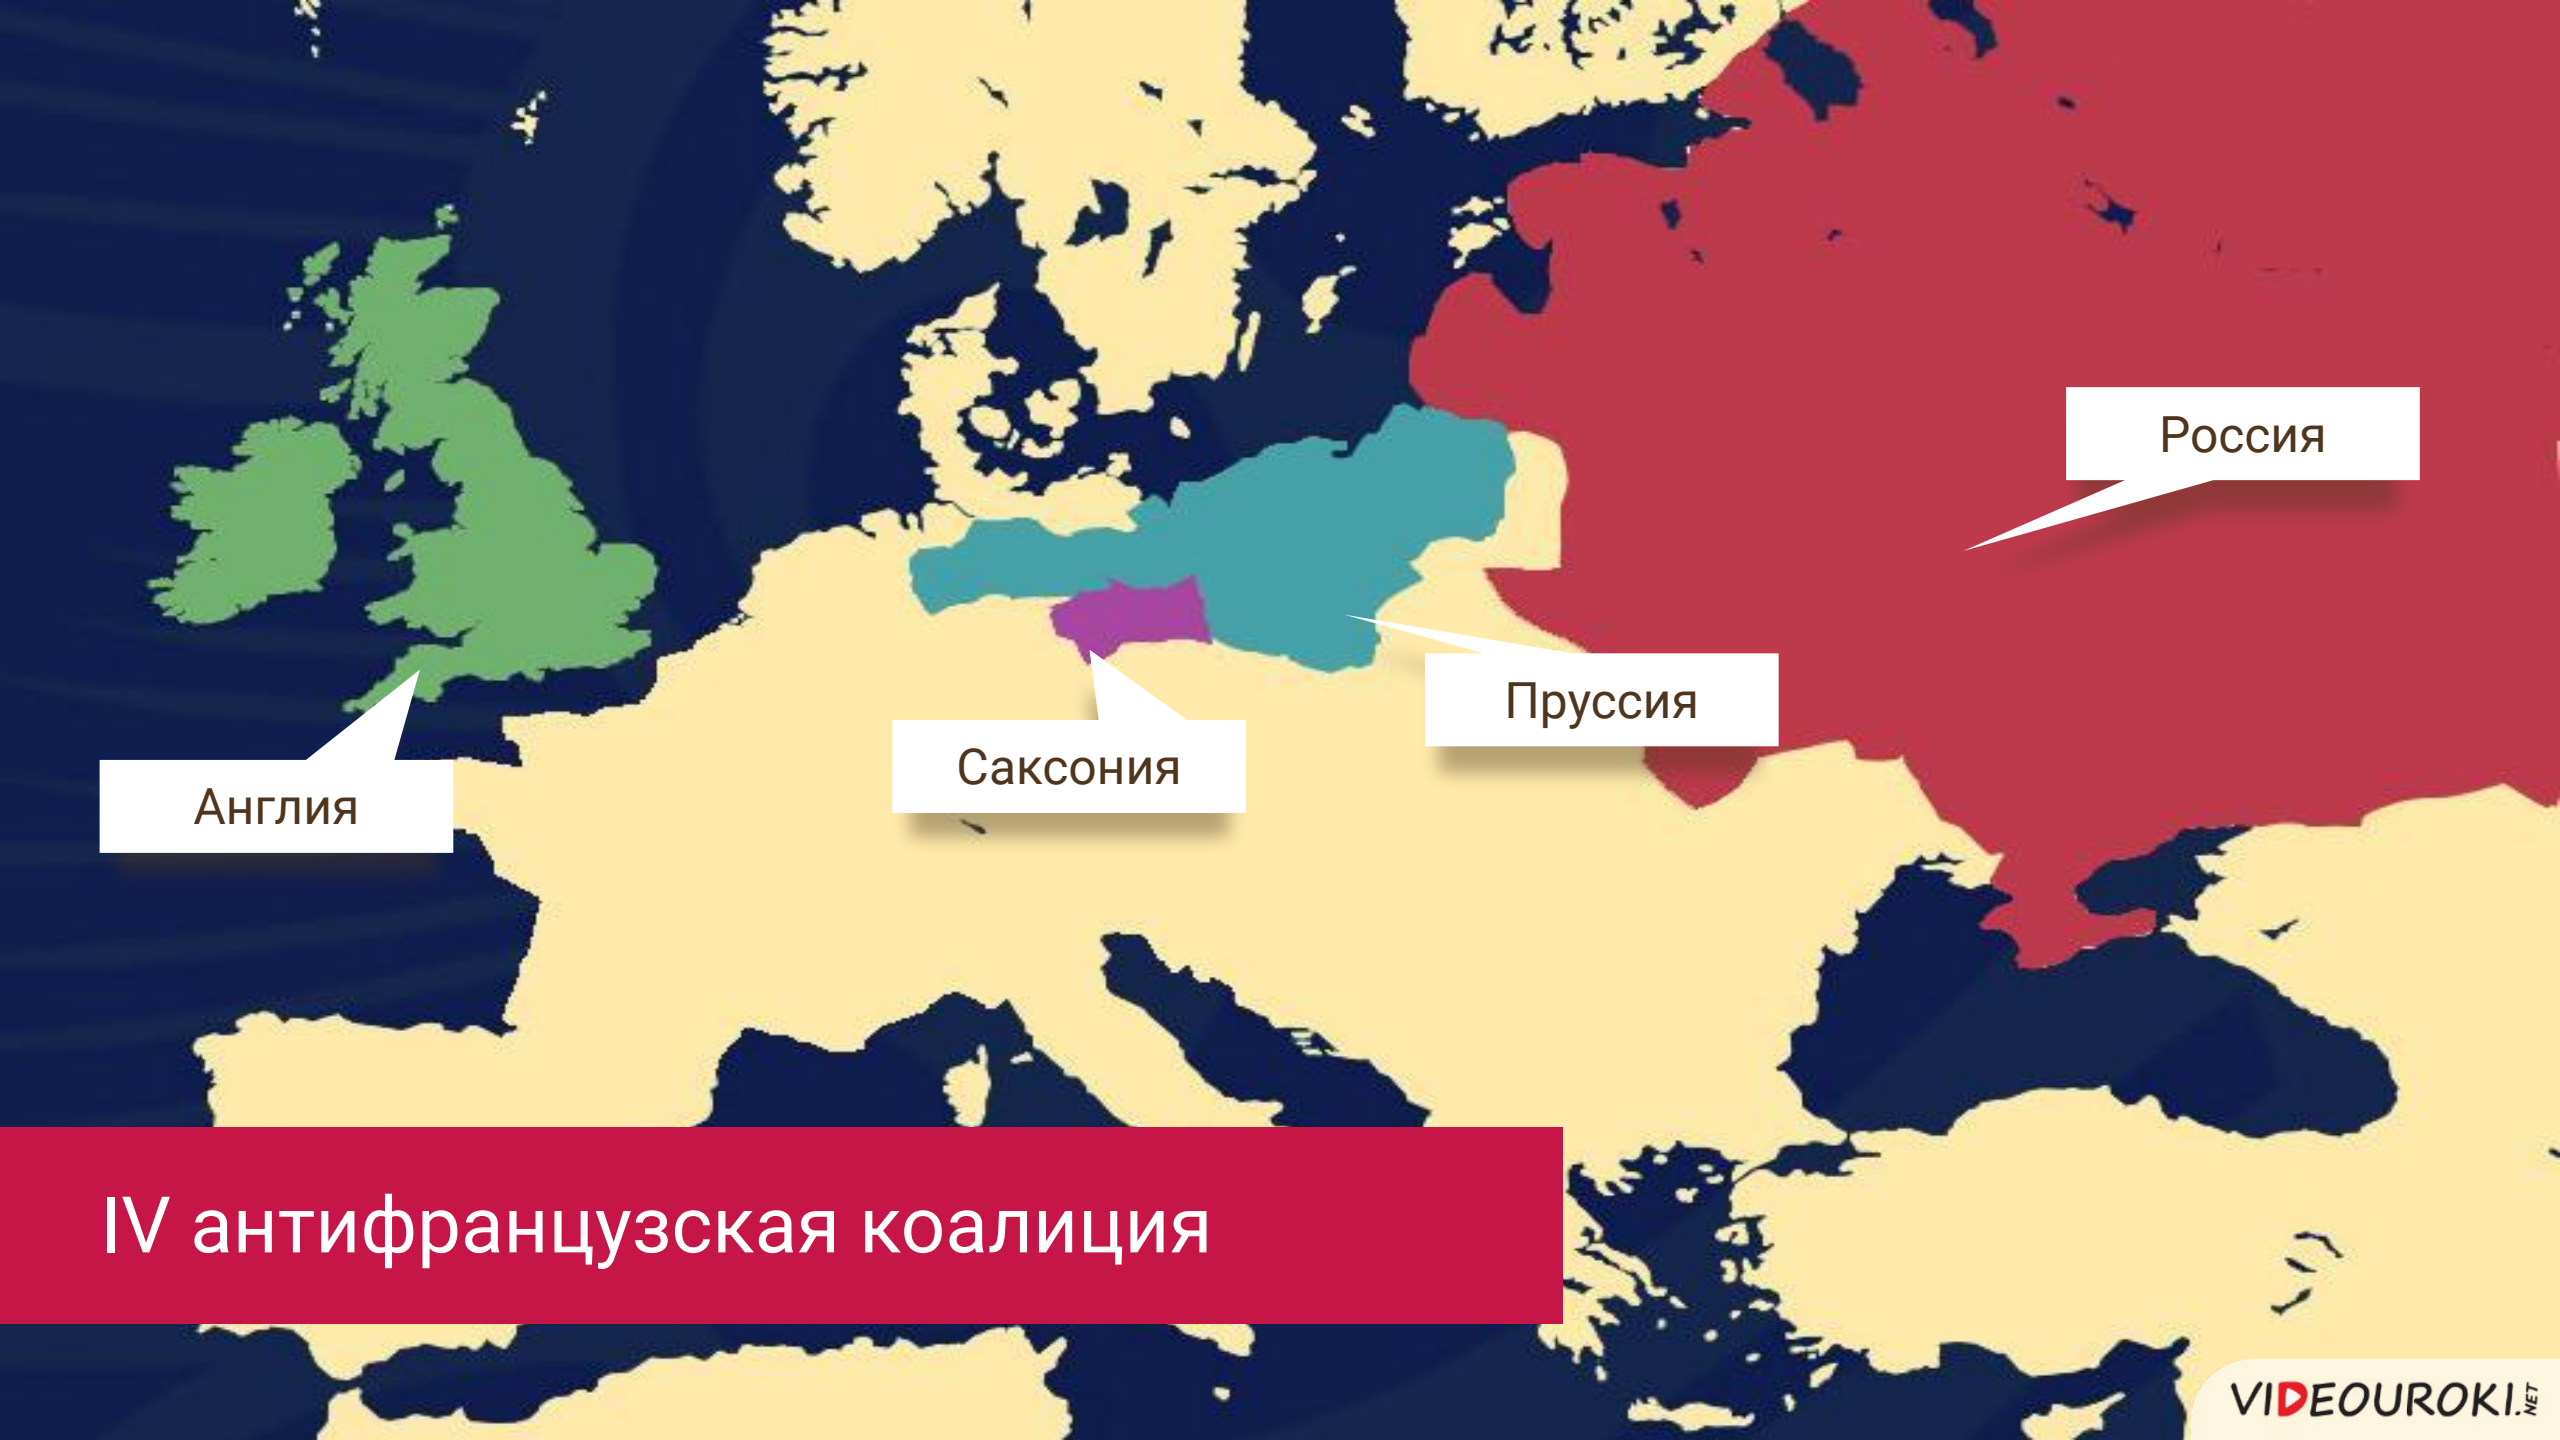 Россия
Пруссия
Саксония
Англия
IV антифранцузская коалиция
VIDEOUROKI.NET